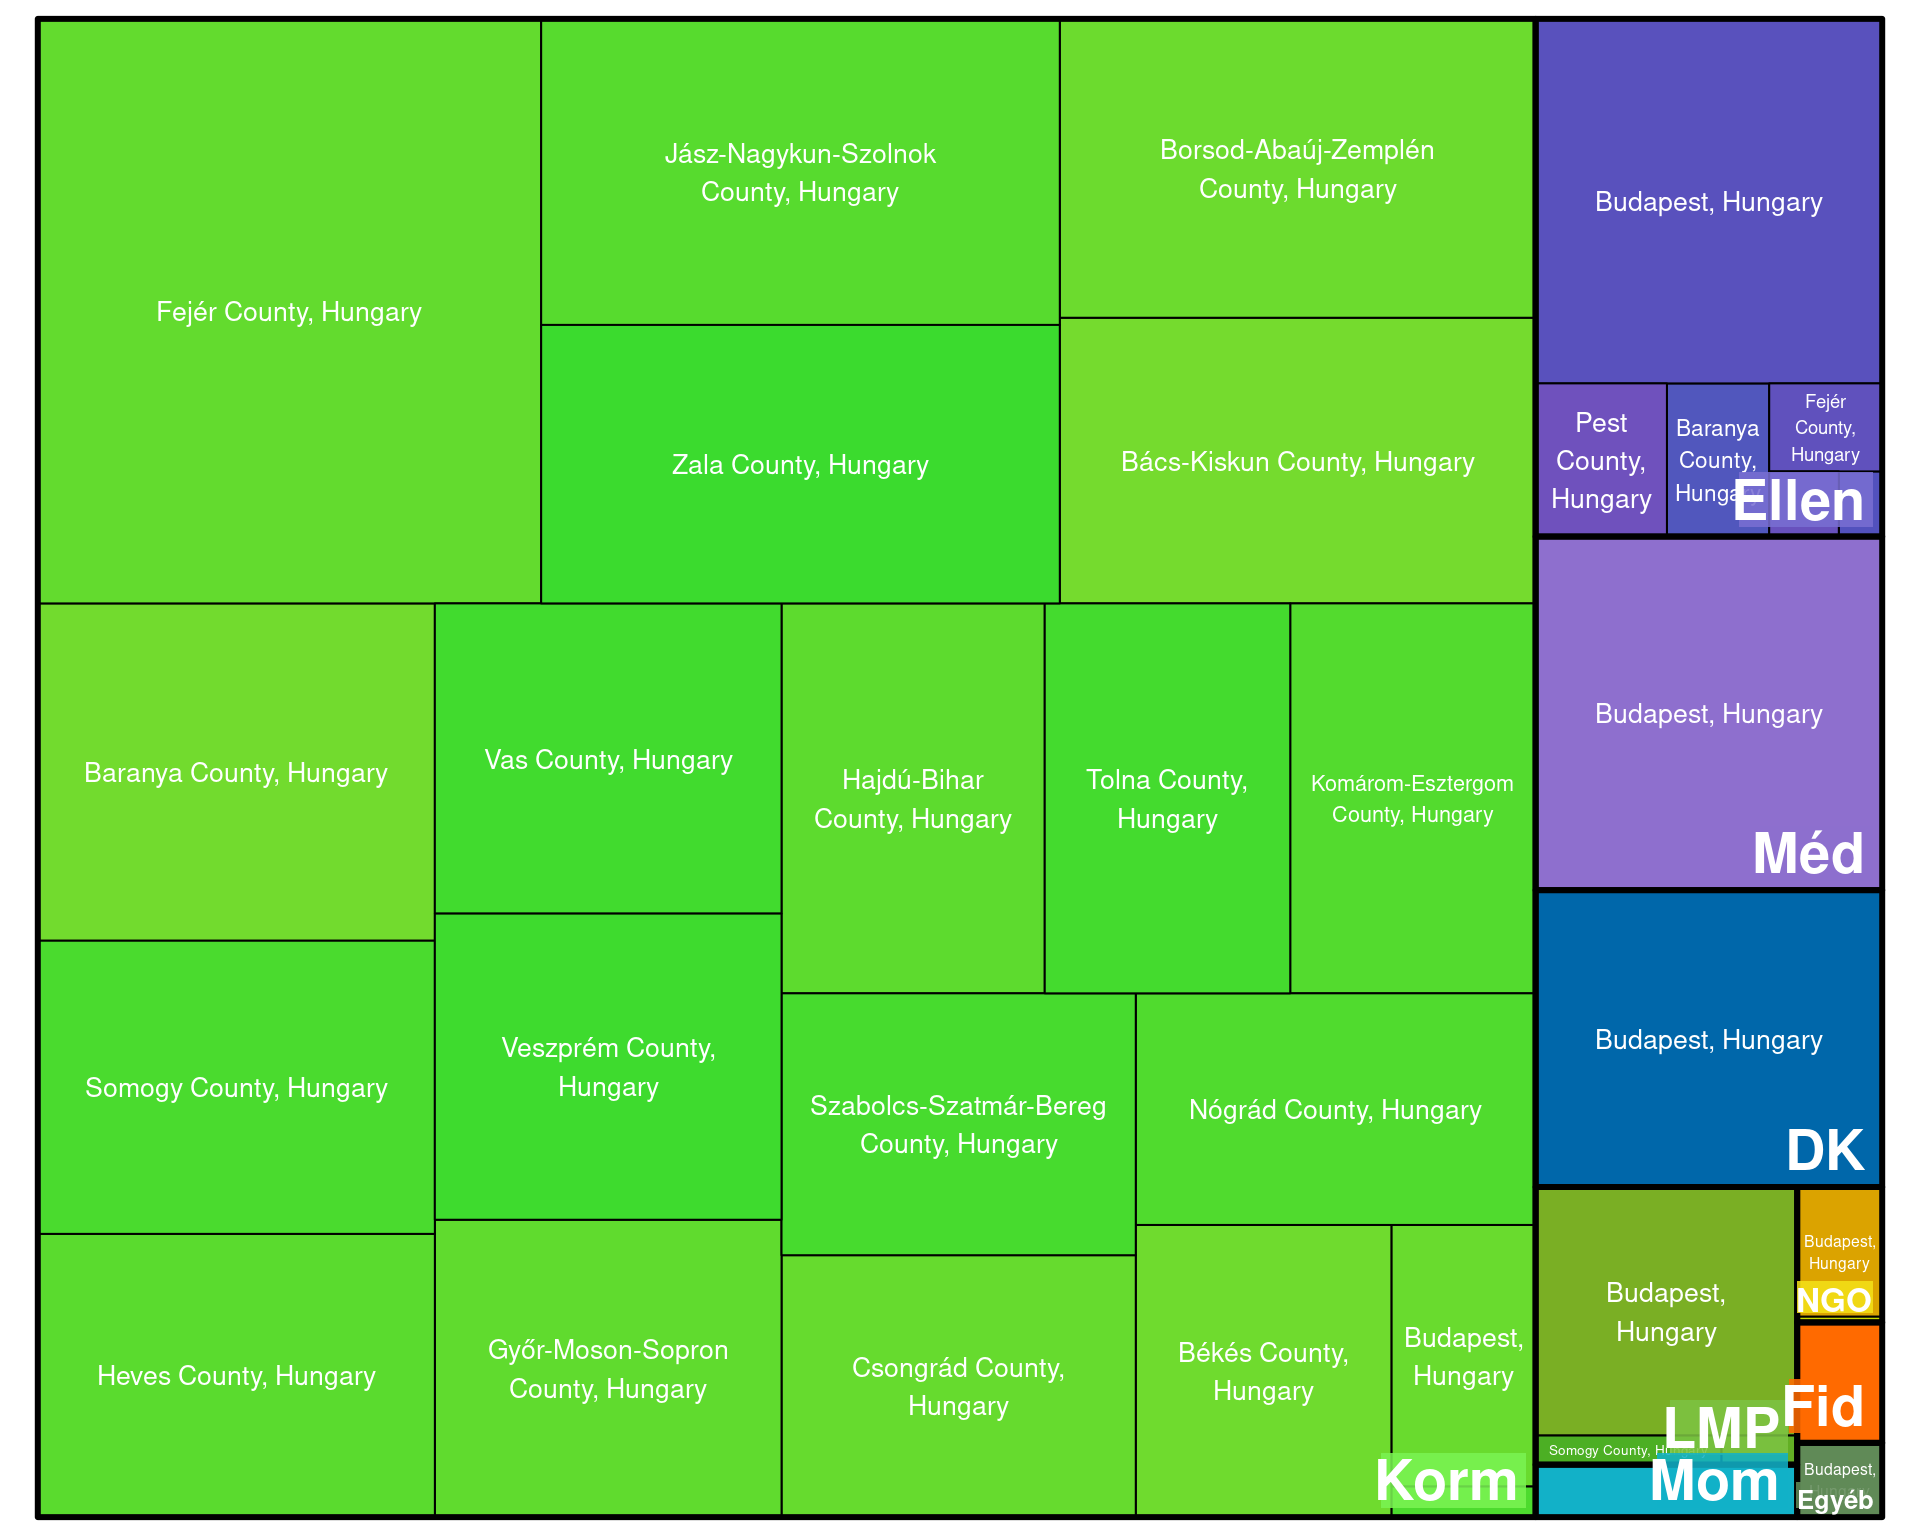 Fejér County, Hungary
Jász-Nagykun-Szolnok
County, Hungary
Zala County, Hungary
Borsod-Abaúj-Zemplén
County, Hungary
Bács-Kiskun County, Hungary
Baranya County, Hungary
Somogy County, Hungary
Heves County, Hungary
Vas County, Hungary
Veszprém County,
Hungary
Győr-Moson-Sopron
County, Hungary
Hajdú-Bihar
County, Hungary
Tolna County,
Hungary
Komárom-Esztergom
County, Hungary
Szabolcs-Szatmár-Bereg
County, Hungary
Nógrád County, Hungary
Csongrád County,
Hungary
Békés County,
Hungary
Budapest,
Hungary
Korm
Budapest, Hungary
Pest
County,
Hungary
Baranya
County,
Hungary
Fejér
County,
Hungary
Ellen
Budapest, Hungary
Méd
Budapest, Hungary
DK
Budapest,
Hungary
Somogy County, Hungary
LMP
Mom
Budapest,
Hungary
NGO
Fid
Budapest,
Egyéb